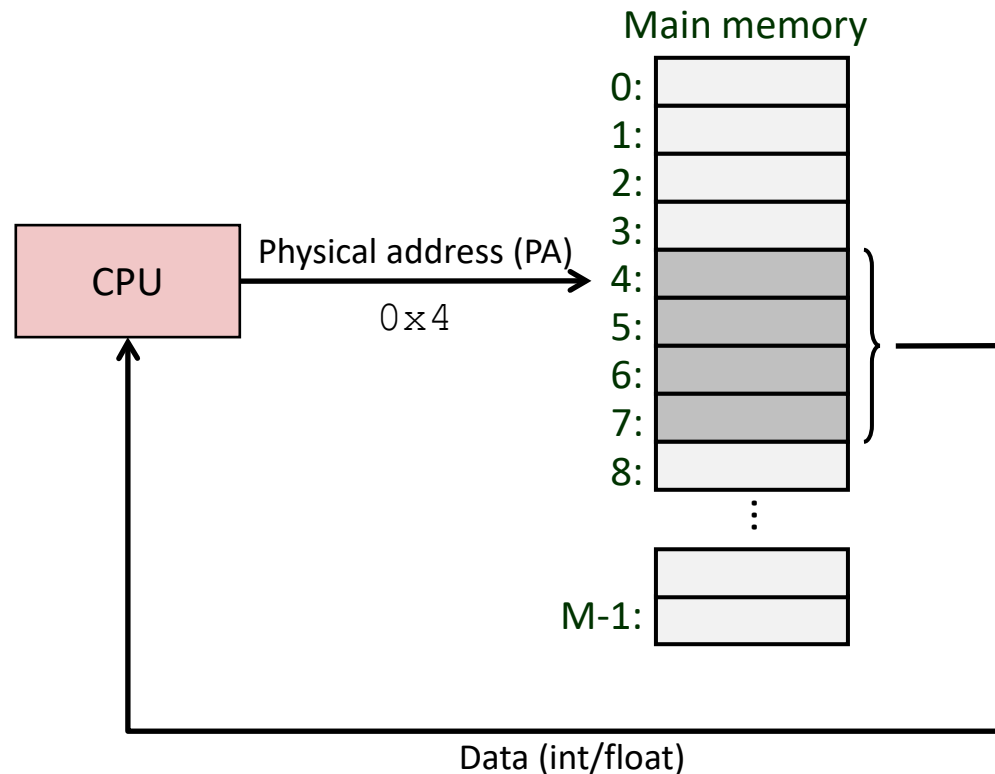 Main memory
0:
1:
2:
3:
4:
5:
6:
7:
8:
⋮
M-1:
CPU
Physical address (PA)
0x4
Data (int/float)